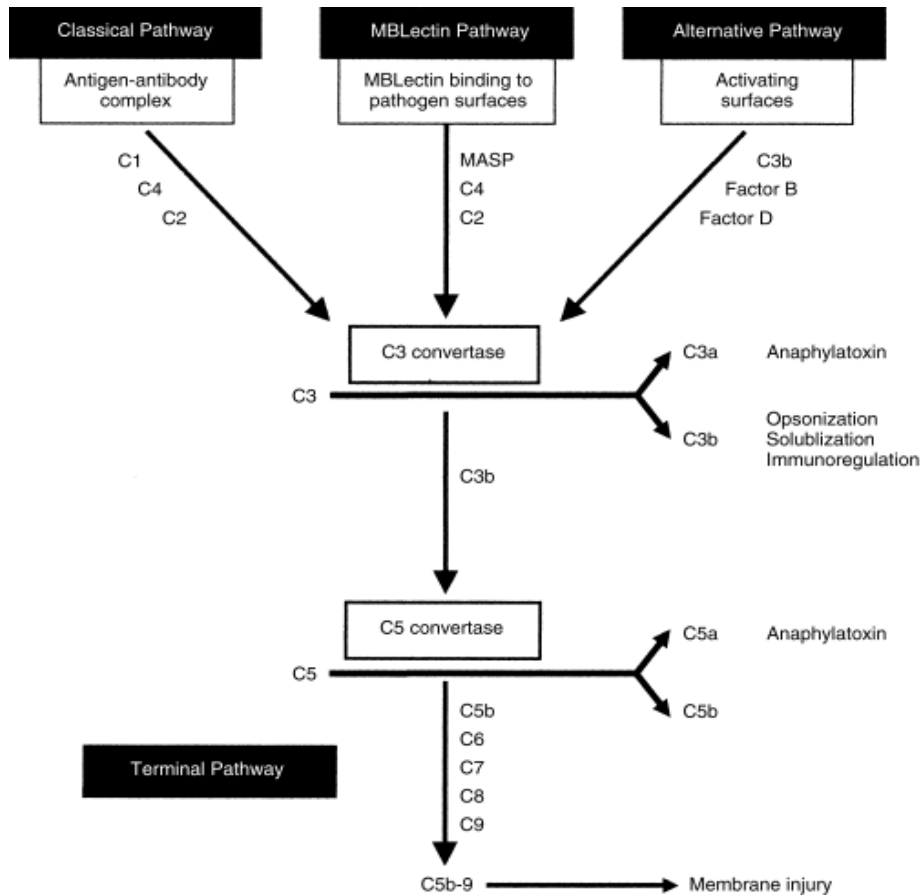 Classical Pathway
MBLectin Pathway
Alternative Pathway
Antigen-antibody
complex
MBLectin binding to
pathogen surfaces
Activating
surfaces
C1
C4
C2
MASP
C4
C2
C3b
Factor B
Factor D
C3 convertase
C3
C3a
Anaphylatoxin
C3b
Opsonization
Solublization
Immunoregulation
C3b
C5 convertase
C5
C5a
Anaphylatoxin
C5b
Terminal Pathway
C5b
C6
C7
C8
C9
C5b-9
Membrane injury